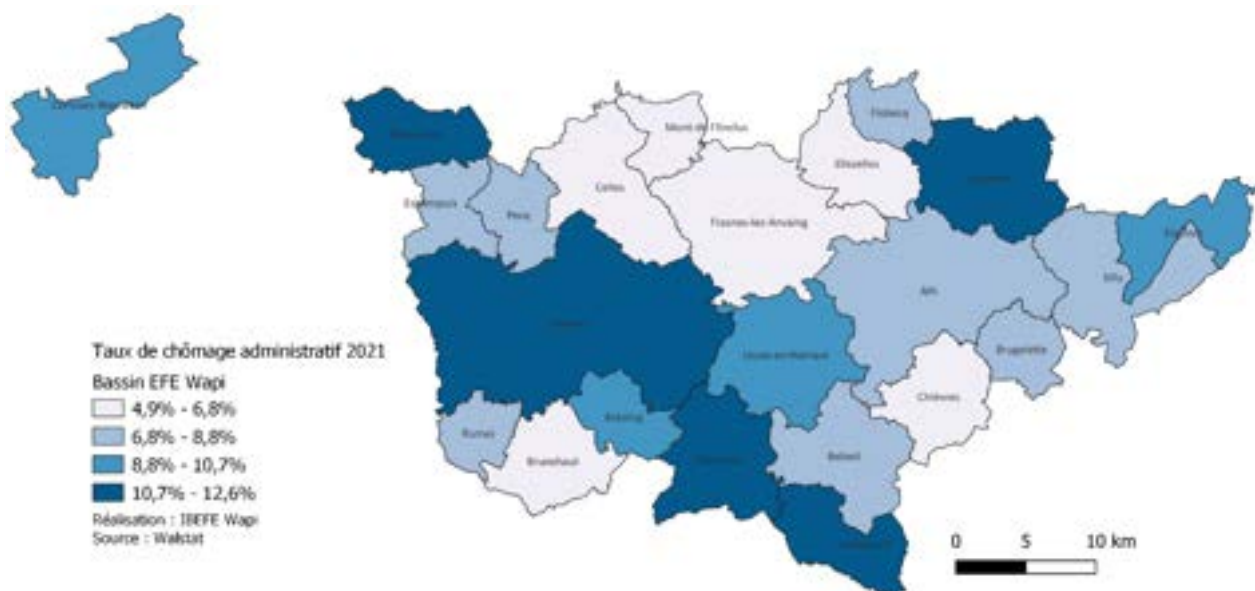 Mont de l'Enclus
Flobecq
Ellezelles
Celles
Estaimpuis
Pecq
Frasnes-lez-Anvaing
Silly
Ath
Leuze-en-Hainaut
Brugelette
Chièvres
Antoing
Rumes
Brunehaut
Beloeil
Taux de chômage administratif 2021
Bassin EFE Wapi
4,9% - 6,8%
6,8% - 8,8%
8,8% - 10,7%
10,7% - 12,6%
Réalisation : IBEFE Wapi
Source : Walstat
0 5 10 km